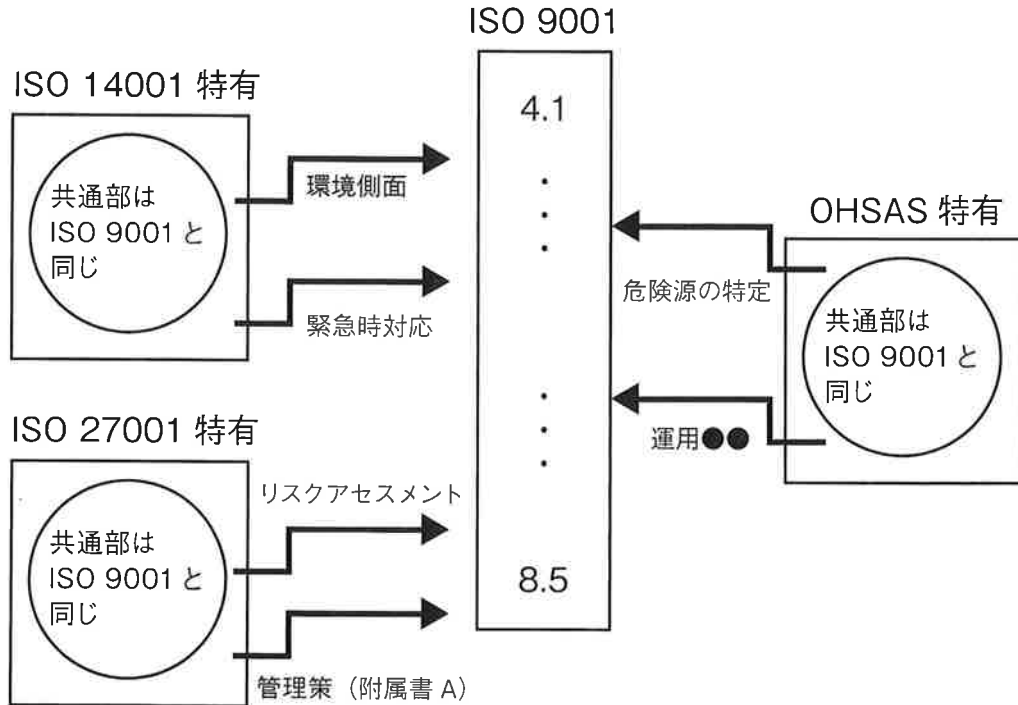 ISO 9001
4.1
8.5
ISO 14001 特有
共通部は
ISO 9001 と
同じ
環境側面
緊急時対応
ISO 27001 特有
共通部は
ISO 9001 と
同じ
リスクアセスメント
管理策（附属書 A）
OHSAS 特有
共通部は
ISO 9001 と
同じ
危険源の特定
運用●●